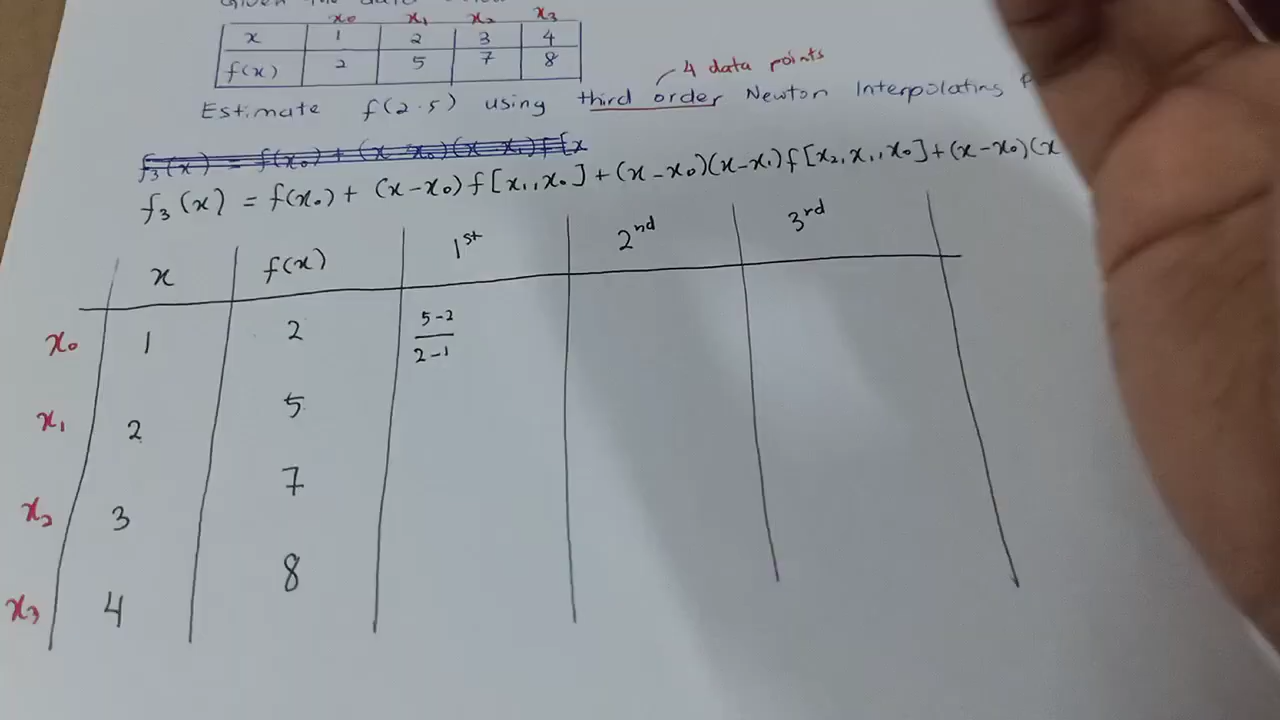 Given the data
x₀ x₁ x₂ x₃
x 1 2 3 4
f(x) 2 5 7 8
4 data points
Estimate f(2.5) using third order Newton Interpolating
f₃(x) = f(x₀) + (x-x₀)(x-x₁) f[x
f₃(x) = f(x₀) + (x-x₀) f[x₁,x₀] + (x-x₀)(x-x₁) f[x₂,x₁,x₀] + (x-x₀)(x
x f(x) 1st 2nd 3rd
x₀ 1 2 5-2
2-1
x₁ 2 5
x₂ 3 7
x₃ 4 8